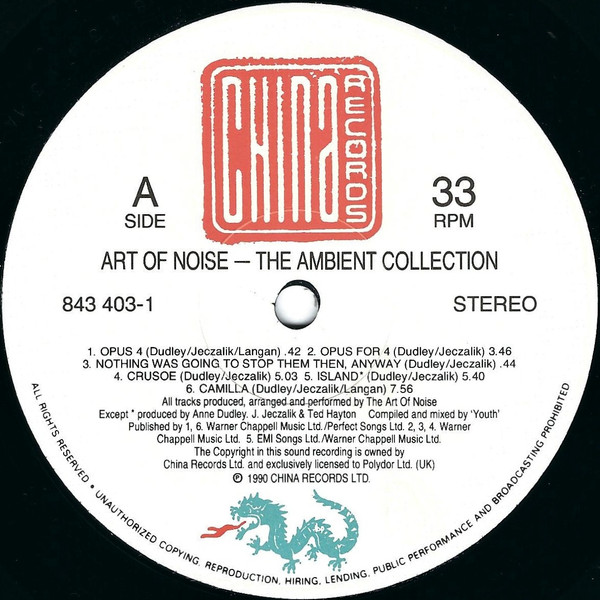 CHINA
RECORDS
A
SIDE
33
RPM
ART OF NOISE — THE AMBIENT COLLECTION
843 403-1
STEREO
1. OPUS 4 (Dudley/Jeczalik/Langan) .42 2. OPUS FOR 4 (Dudley/Jeczalik) 3.46
3. NOTHING WAS GOING TO STOP THEM THEN, ANYWAY (Dudley/Jeczalik) .44
4. CRUSOE (Dudley/Jeczalik) 5.03 5. ISLAND* (Dudley/Jeczalik) 5.40
6. CAMILLA (Dudley/Jeczalik/Langan) 7.56
All tracks produced, arranged and performed by The Art Of Noise
Except * produced by Anne Dudley. J. Jeczalik & Ted Hayton Compiled and mixed by 'Youth'
Published by 1, 6. Warner Chappell Music Ltd./Perfect Songs Ltd. 2, 3, 4. Warner
Chappell Music Ltd. 5. EMI Songs Ltd./Warner Chappell Music Ltd.
The Copyright in this sound recording is owned by
China Records Ltd. and exclusively licensed to Polydor Ltd. (UK)
℗ 1990 CHINA RECORDS LTD.
ALL RIGHTS RESERVED • UNAUTHORIZED COPYING, REPRODUCTION, HIRING, LENDING, PUBLIC PERFORMANCE AND BROADCASTING PROHIBITED